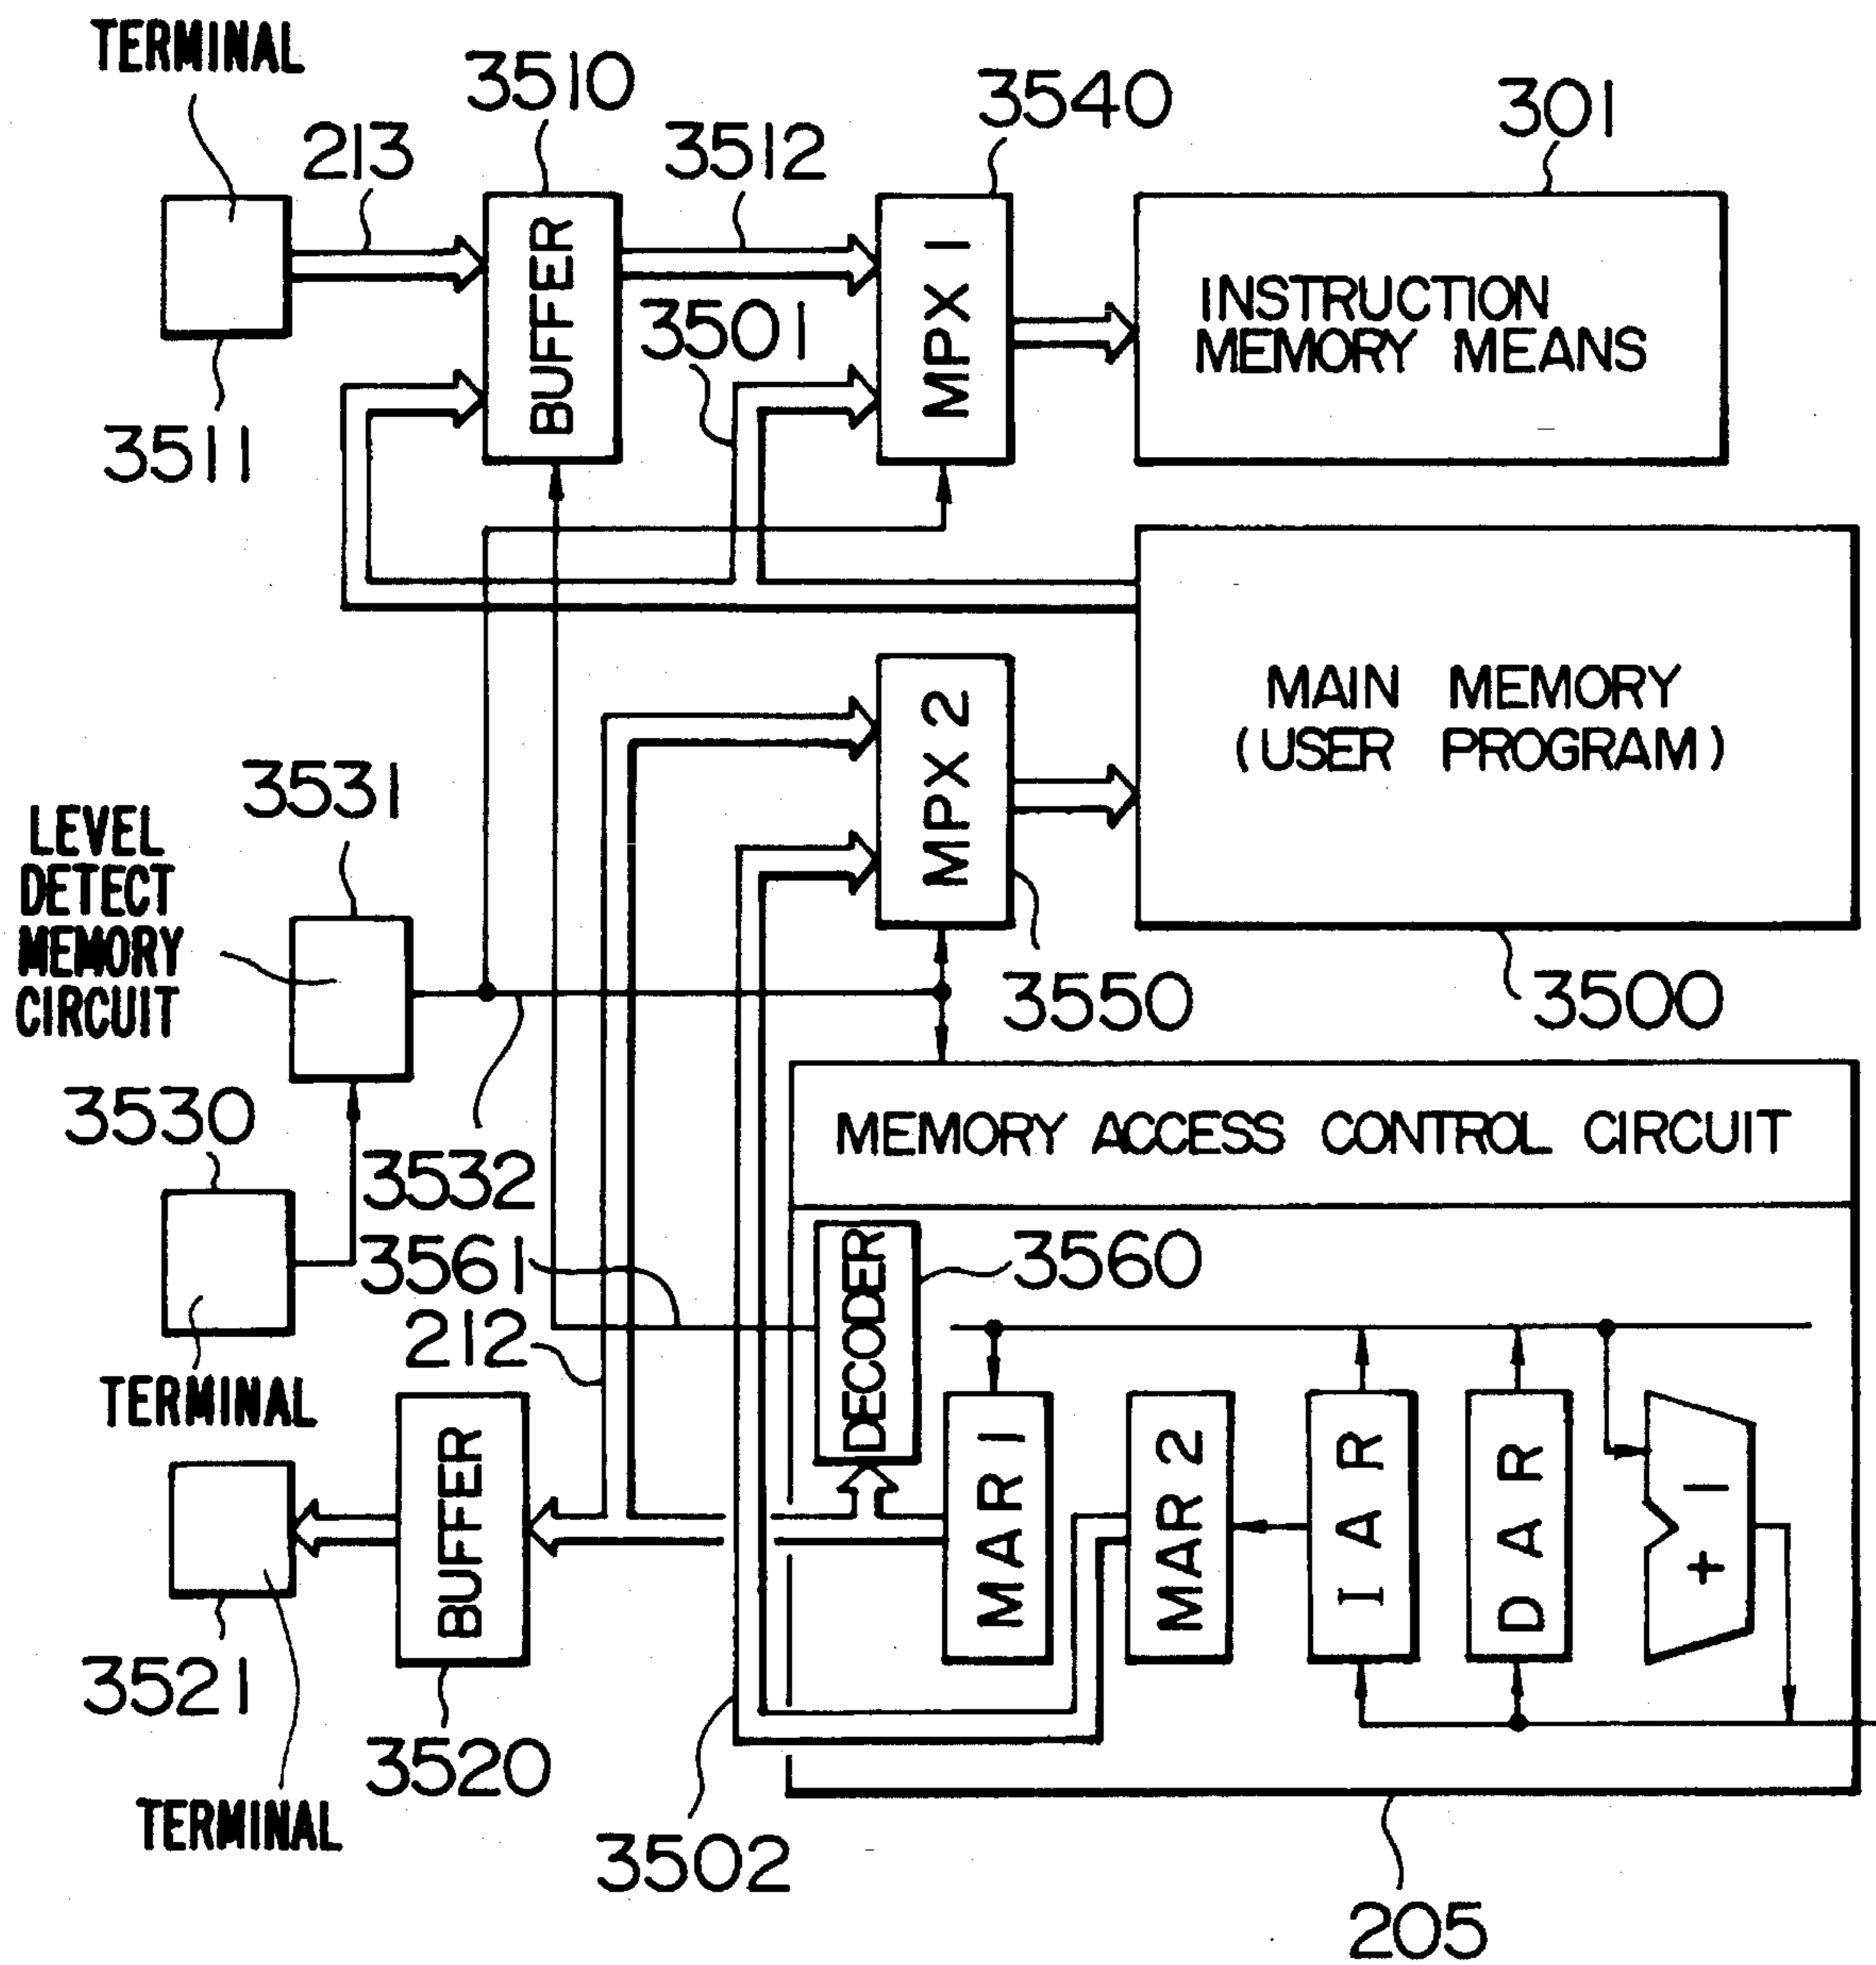 TERMINAL
3510
3540
301
213
3512
BUFFER
MPX 1
INSTRUCTION
MEMORY MEANS
3501
3511
MAIN MEMORY
(USER PROGRAM)
MPX 2
3531
LEVEL
DETECT
MEMORY
CIRCUIT
3550
3500
3530
MEMORY ACCESS CONTROL CIRCUIT
3532
3561
DECODER
3560
212
TERMINAL
BUFFER
MAR 1
MAR 2
IAR
DAR
+1
3521
3520
TERMINAL
3502
205